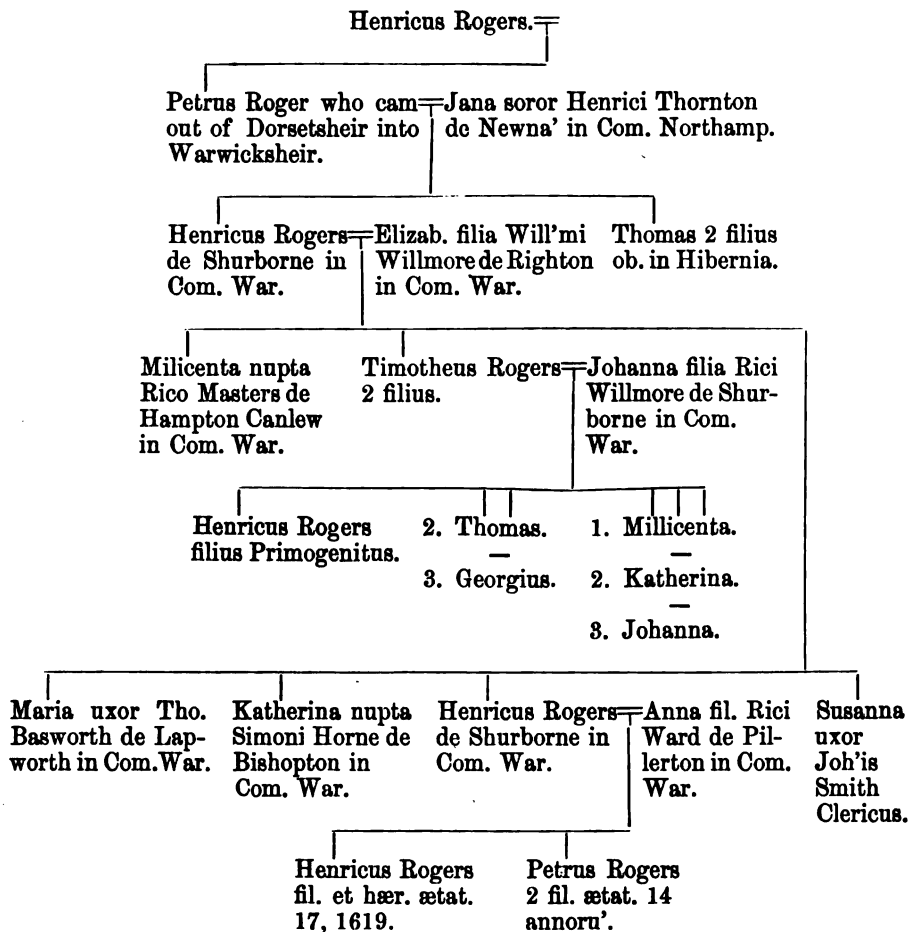 Henricus Rogers.
Petrus Roger who cam
out of Dorsetsheir into
Warwicksheir.
Jana soror Henrici Thornton
de Newna' in Com. Northamp.
Henricus Rogers
de Shurborne in
Com. War.
Elizab. filia Will'mi
Willmore de Righton
in Com. War.
Thomas 2 filius
ob. in Hibernia.
Milicenta nupta
Rico Masters de
Hampton Canlew
in Com. War.
Timotheus Rogers
2 filius.
Johanna filia Rici
Willmore de Shur-
borne in Com.
War.
Henricus Rogers
filius Primogenitus.
2. Thomas.
3. Georgius.
1. Millicenta.
2. Katherina.
3. Johanna.
Maria uxor Tho.
Basworth de Lap-
worth in Com. War.
Katherina nupta
Simoni Horne de
Bishopton in
Com. War.
Henricus Rogers
de Shurborne in
Com. War.
Anna fil. Rici
Ward de Pil-
lerton in Com.
War.
Susanna
uxor
Joh'is
Smith
Clericus.
Henricus Rogers
fil. et hær. ætat.
17, 1619.
Petrus Rogers
2 fil. ætat. 14
annoru'.